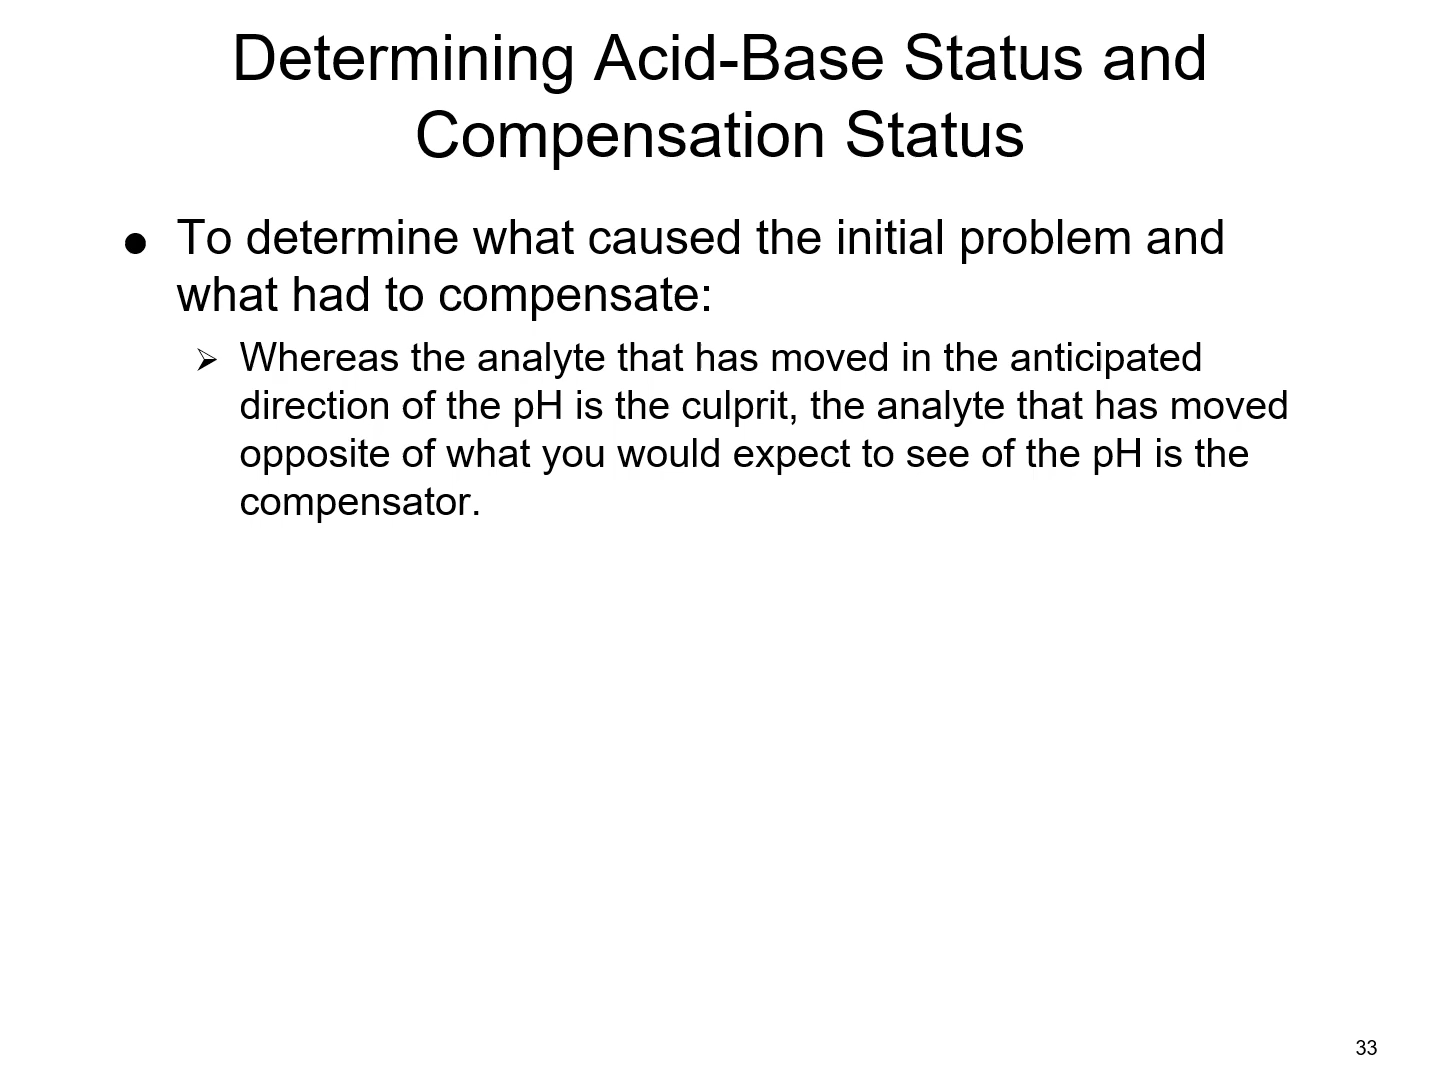 Determining Acid-Base Status and
Compensation Status
● To determine what caused the initial problem and
what had to compensate:
➢ Whereas the analyte that has moved in the anticipated
direction of the pH is the culprit, the analyte that has moved
opposite of what you would expect to see of the pH is the
compensator.
33